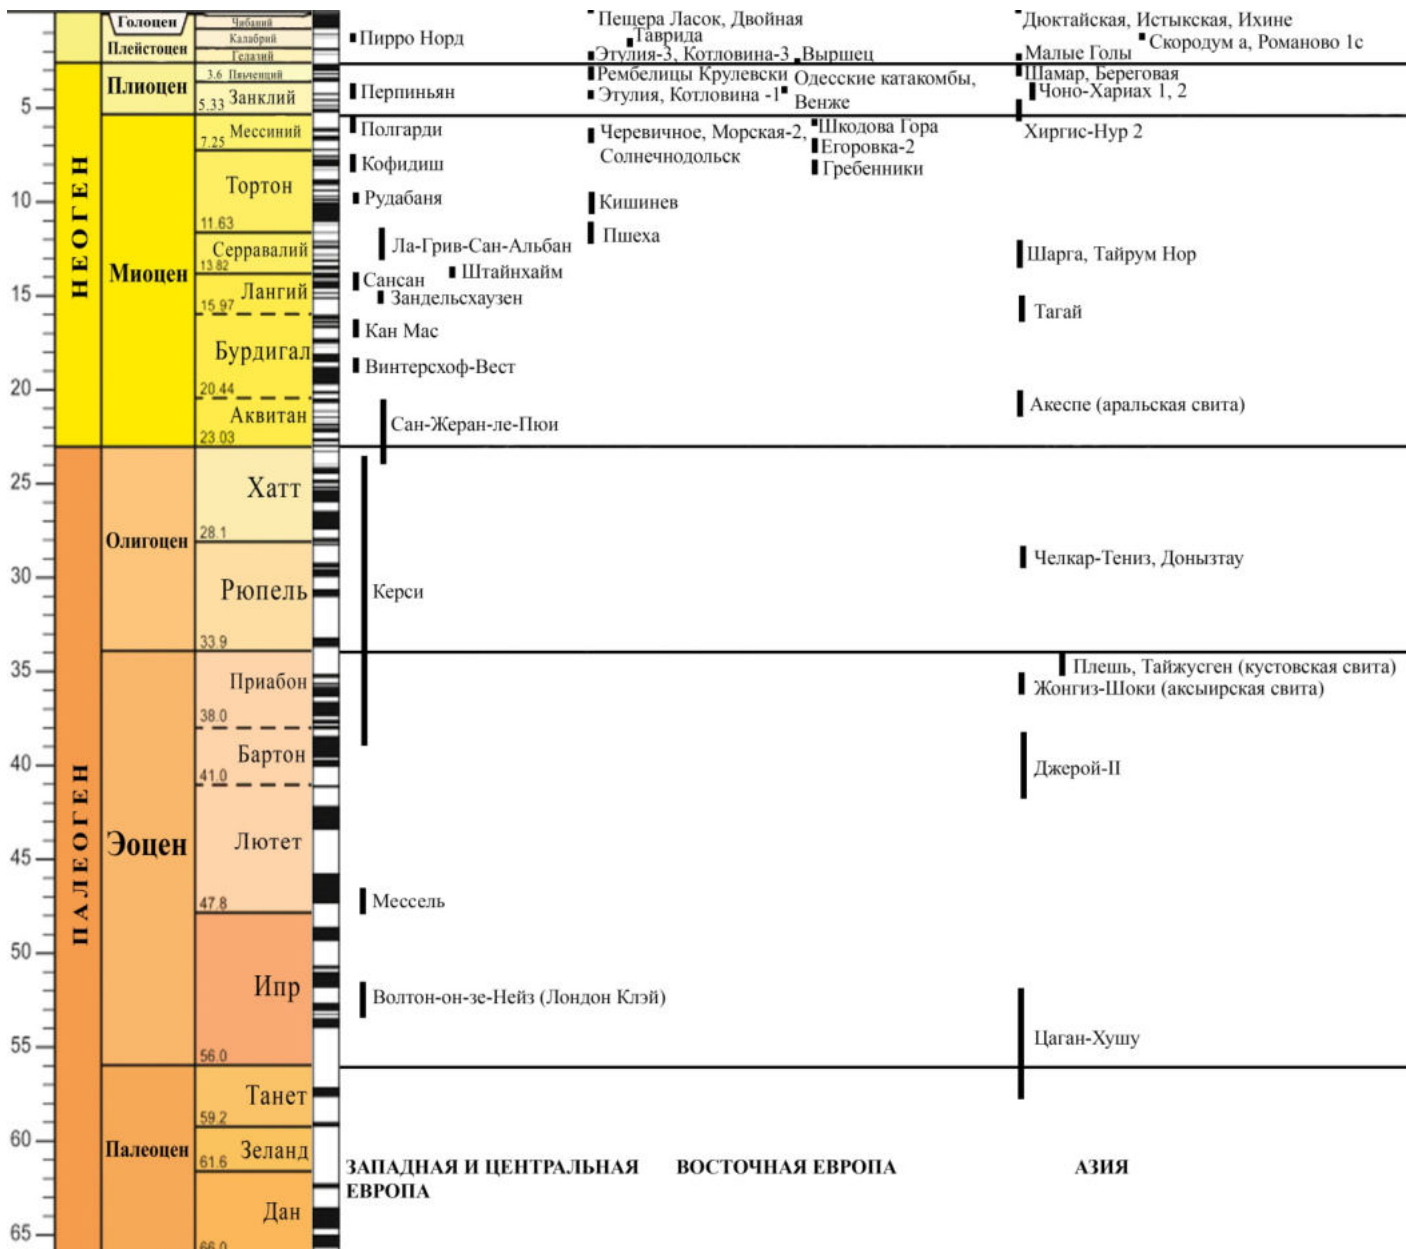 Голоцен
Чибаний
Плейстоцен
Калабрий
Гелазий
НЕОГЕН
Плиоцен
3.6 Пьяченций
5.33 Занклий
Миоцен
Мессиний
7.25
Тортон
11.63
Серравалий
13.82
Лангий
15.97
Бурдигал
20.44
Аквитан
23.03
ПАЛЕОГЕН
Олигоцен
Хатт
28.1
Рюпель
33.9
Эоцен
Приабон
38.0
Бартон
41.0
Лютет
47.8
Ипр
56.0
Палеоцен
Танет
59.2
Зеланд
61.6
Дан
66.0
5
10
15
20
25
30
35
40
45
50
55
60
65
Пирро Норд
Перпиньян
Полгарди
Кофидиш
Рудабаня
Ла-Грив-Сан-Альбан
Штайнхайм
Сансан
Зандельсхаузен
Кан Мас
Винтерсхоф-Вест
Сан-Жеран-ле-Пюи
Керси
Мессель
Волтон-он-зе-Нейз (Лондон Клэй)
ЗАПАДНАЯ И ЦЕНТРАЛЬНАЯ
ЕВРОПА
Пещера Ласок, Двойная
Таврида
Этулия-3, Котловина-3
Выршец
Рембелицы Крулевски
Одесские катакомбы,
Венже
Этулия, Котловина -1
Черевичное, Морская-2,
Солнечнодольск
Шкодова Гора
Егоровка-2
Гребенники
Кишинев
Пшеха
ВОСТОЧНАЯ ЕВРОПА
Дюктайская, Истыкская, Ихине
Скородум а, Романово 1с
Малые Голы
Шамар, Береговая
Чоно-Хариах 1, 2
Хиргис-Нур 2
Шарга, Тайрум Нор
Тагай
Акеспе (аральская свита)
Челкар-Тениз, Донызтау
Плешь, Тайжусген (кустовская свита)
Жонгиз-Шоки (аксыирская свита)
Джерой-II
Цаган-Хушу
АЗИЯ